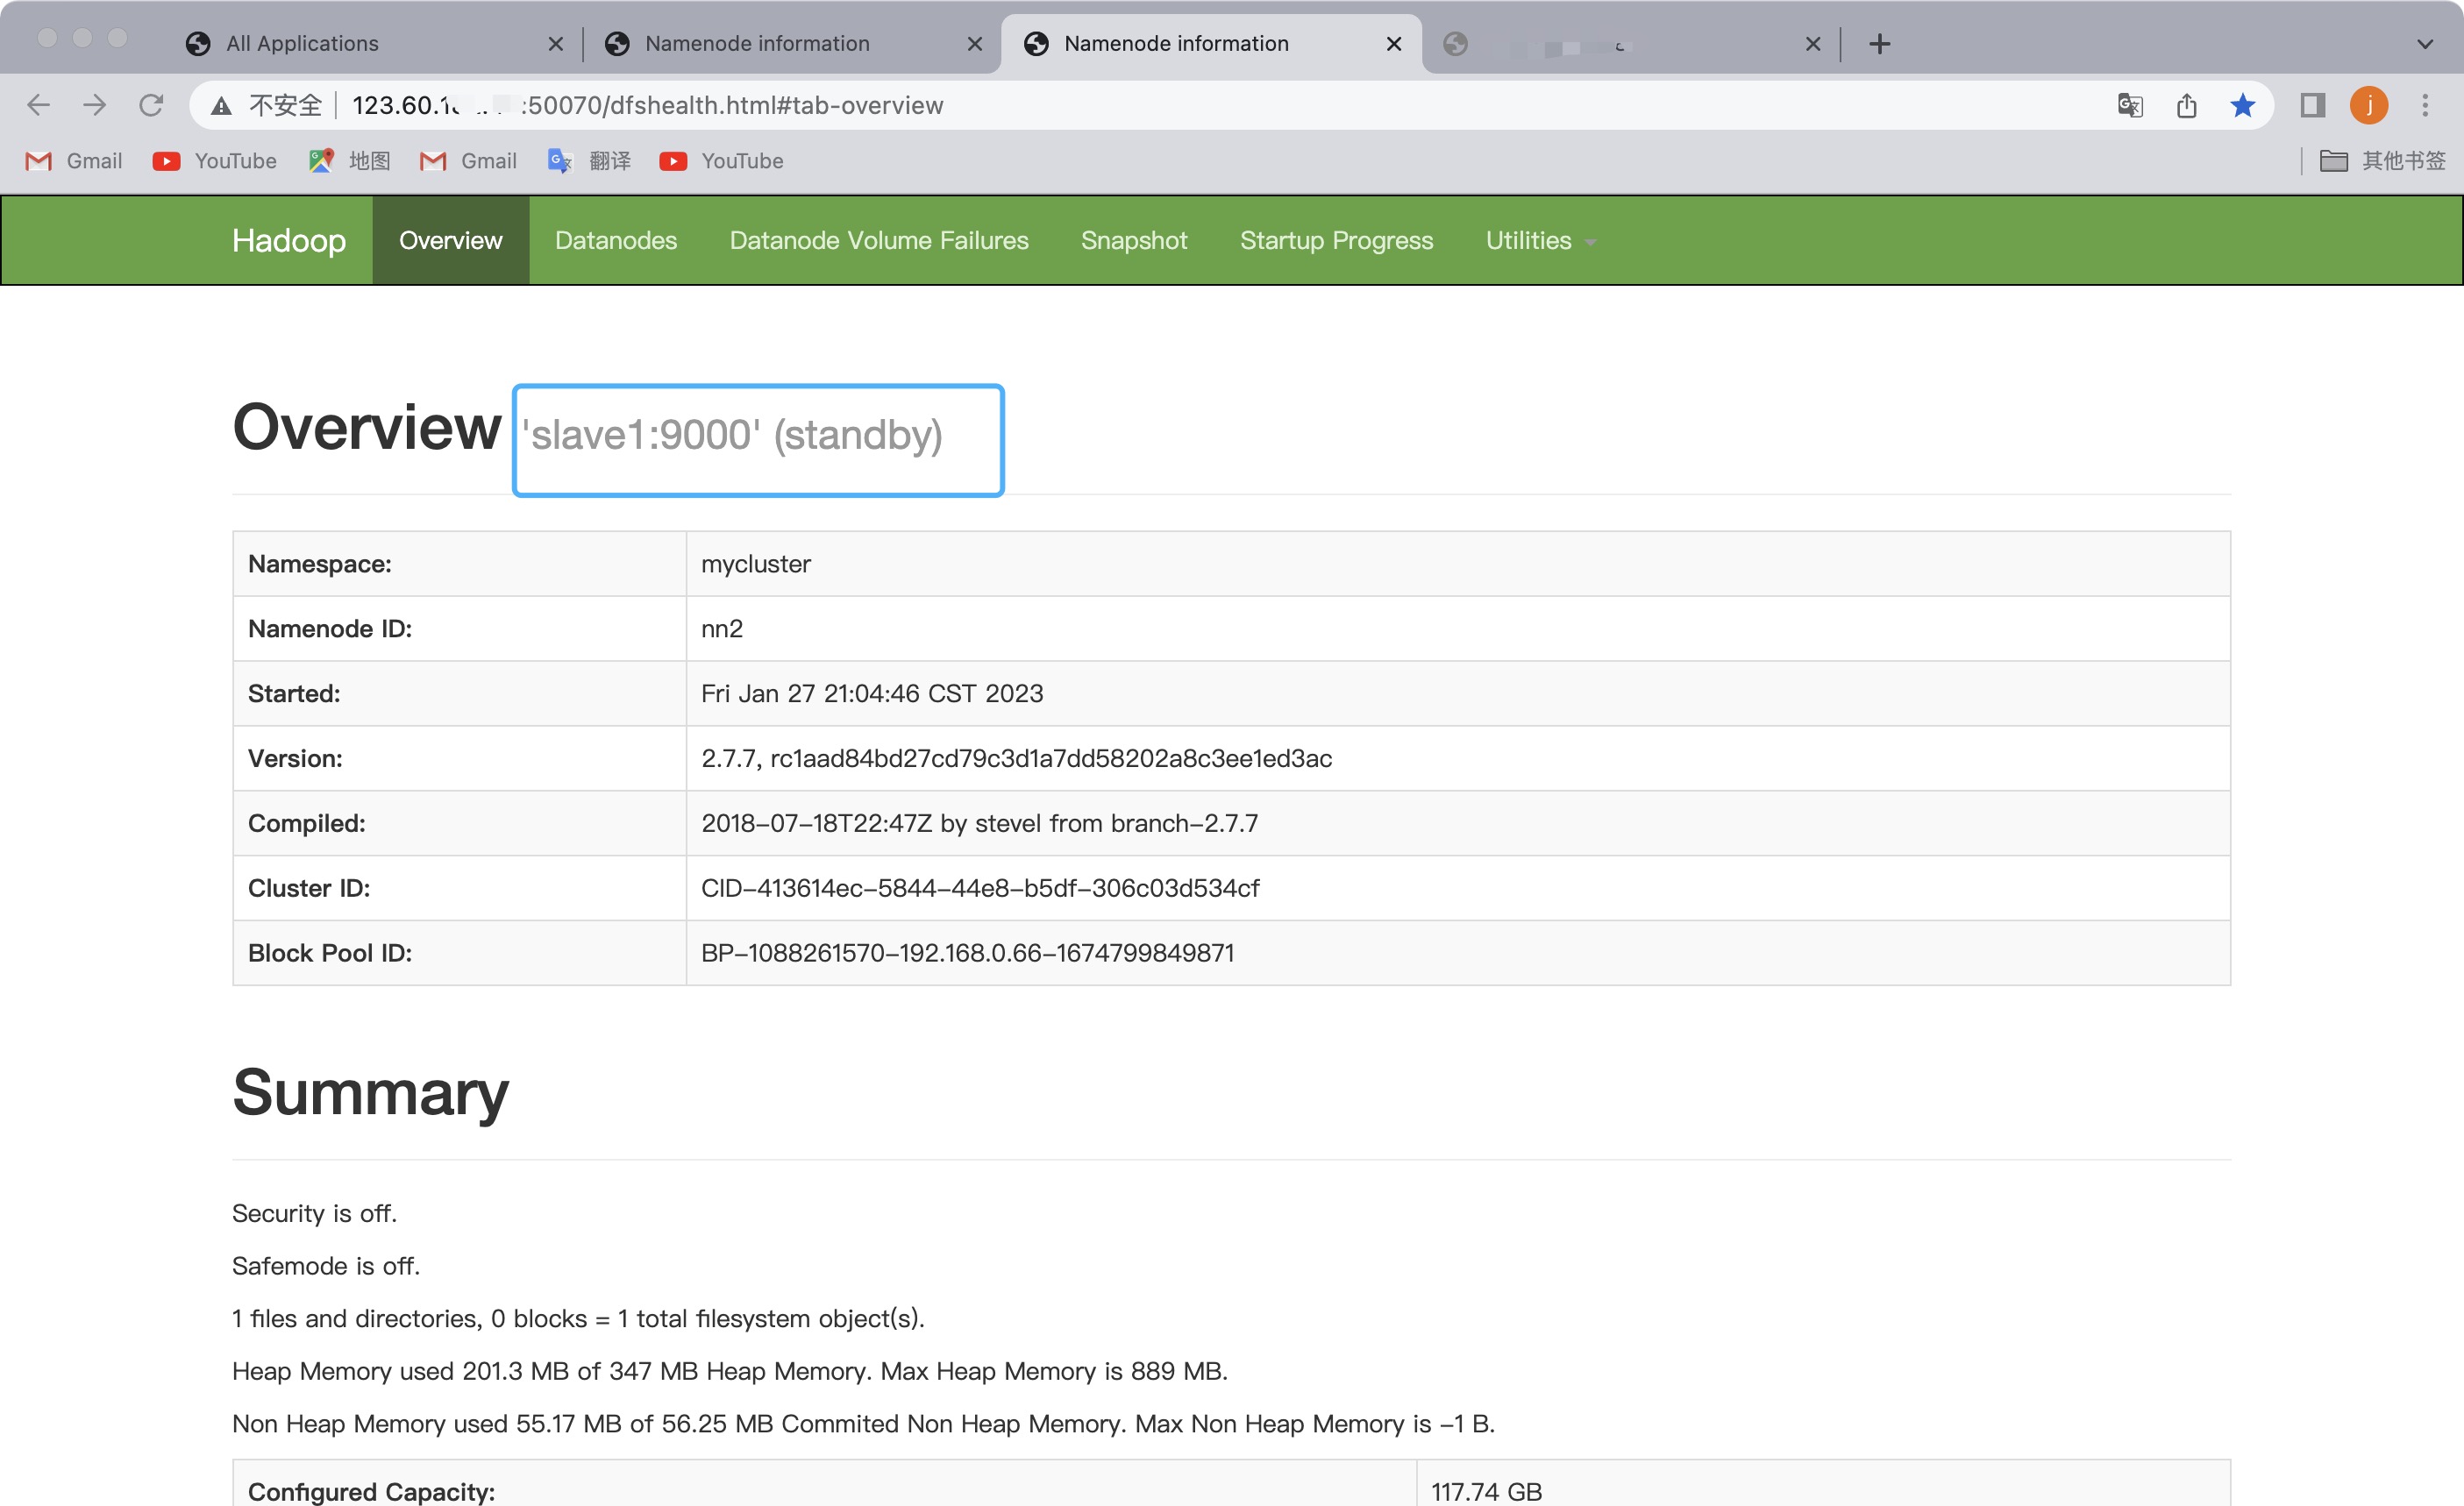 All Applications
Namenode information
Namenode information
不安全
123.60.1
:50070/dfshealth.html#tab-overview
j
Gmail
YouTube
地图
Gmail
翻译
YouTube
其他书签
Hadoop
Overview
Datanodes
Datanode Volume Failures
Snapshot
Startup Progress
Utilities
Overview 'slave1:9000' (standby)
Namespace: mycluster
Namenode ID: nn2
Started: Fri Jan 27 21:04:46 CST 2023
Version: 2.7.7, rc1aad84bd27cd79c3d1a7dd58202a8c3ee1ed3ac
Compiled: 2018-07-18T22:47Z by stevel from branch-2.7.7
Cluster ID: CID-413614ec-5844-44e8-b5df-306c03d534cf
Block Pool ID: BP-1088261570-192.168.0.66-1674799849871
Summary
Security is off.
Safemode is off.
1 files and directories, 0 blocks = 1 total filesystem object(s).
Heap Memory used 201.3 MB of 347 MB Heap Memory. Max Heap Memory is 889 MB.
Non Heap Memory used 55.17 MB of 56.25 MB Commited Non Heap Memory. Max Non Heap Memory is -1 B.
Configured Capacity: 117.74 GB